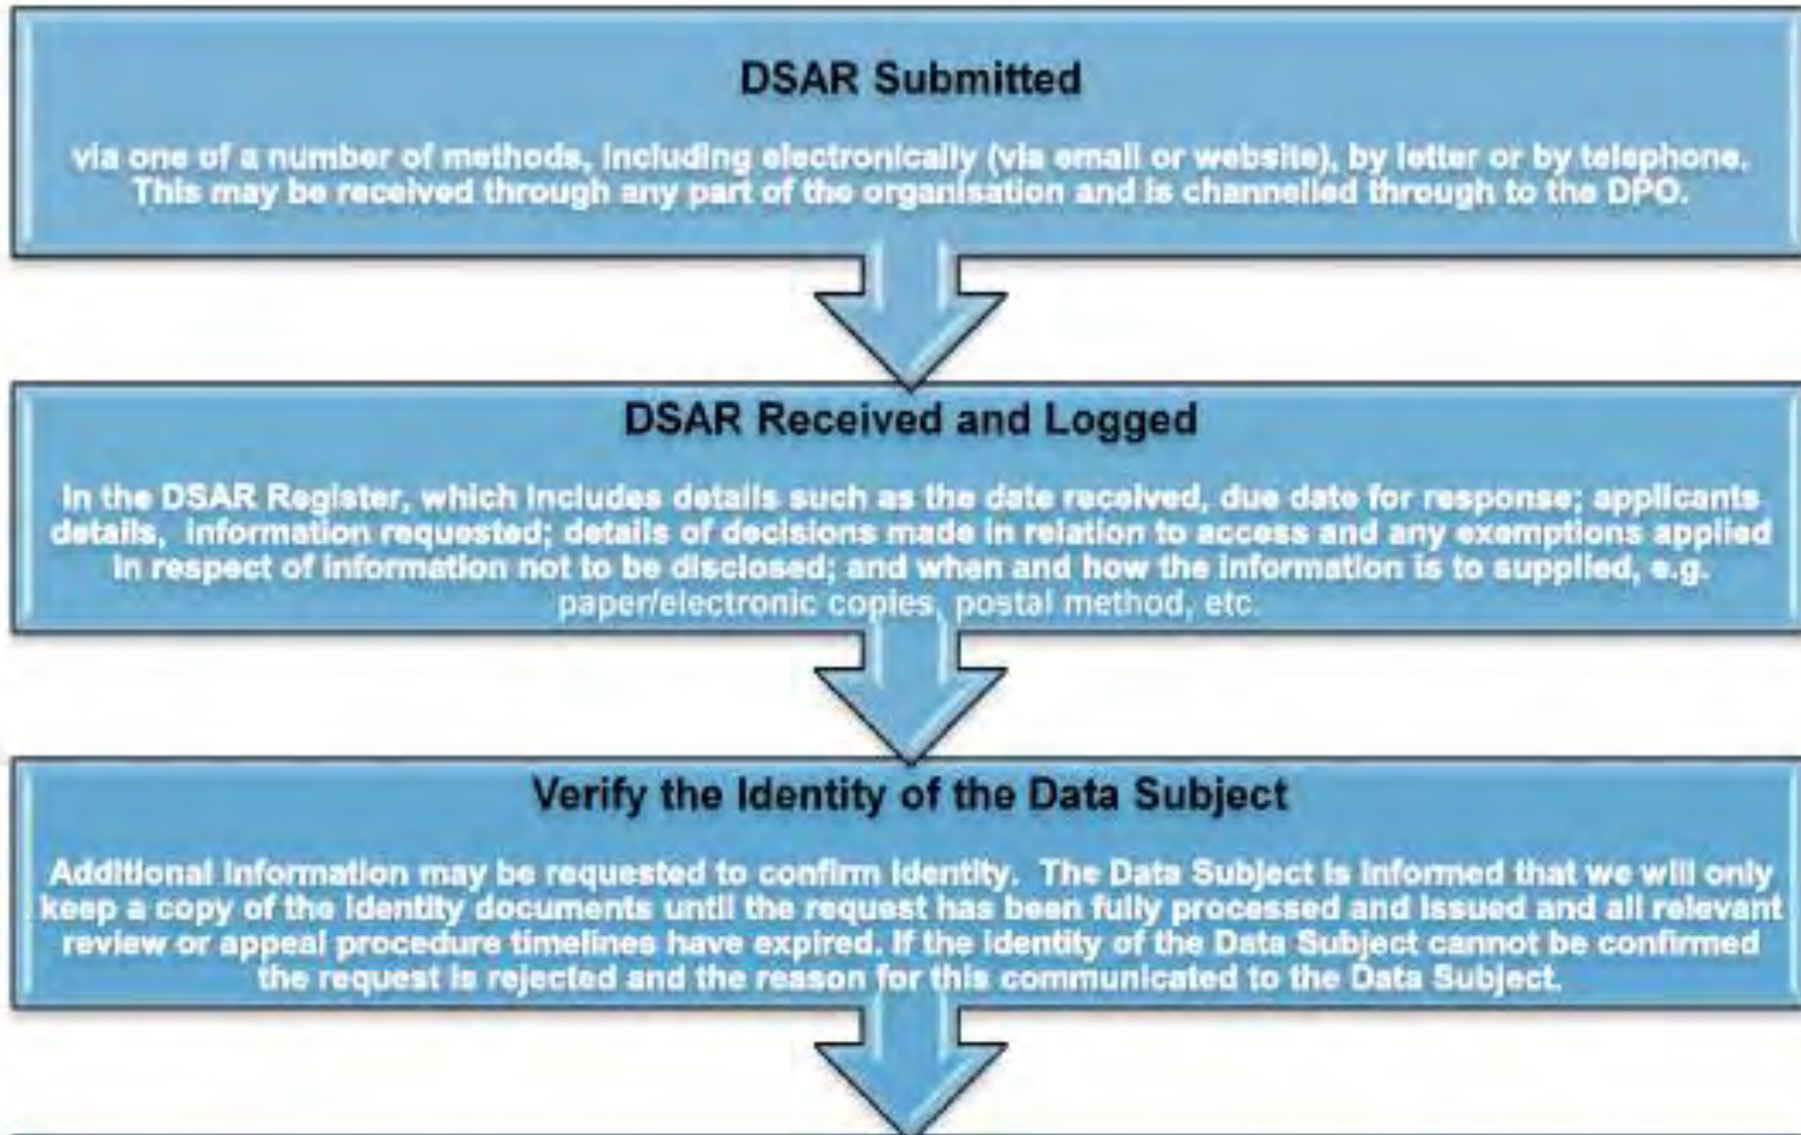 DSAR Submitted
via one of a number of methods, including electronically (via email or website), by letter or by telephone.
This may be received through any part of the organisation and is channelled through to the DPO.
DSAR Received and Logged
In the DSAR Register, which includes details such as the date received, due date for response; applicants
details, information requested; details of decisions made in relation to access and any exemptions applied
in respect of information not to be disclosed; and when and how the information is to supplied, e.g.
paper/electronic copies, postal method, etc.
Verify the Identity of the Data Subject
Additional information may be requested to confirm identity. The Data Subject is informed that we will only
keep a copy of the identity documents until the request has been fully processed and issued and all relevant
review or appeal procedure timelines have expired. If the identity of the Data Subject cannot be confirmed
the request is rejected and the reason for this communicated to the Data Subject.